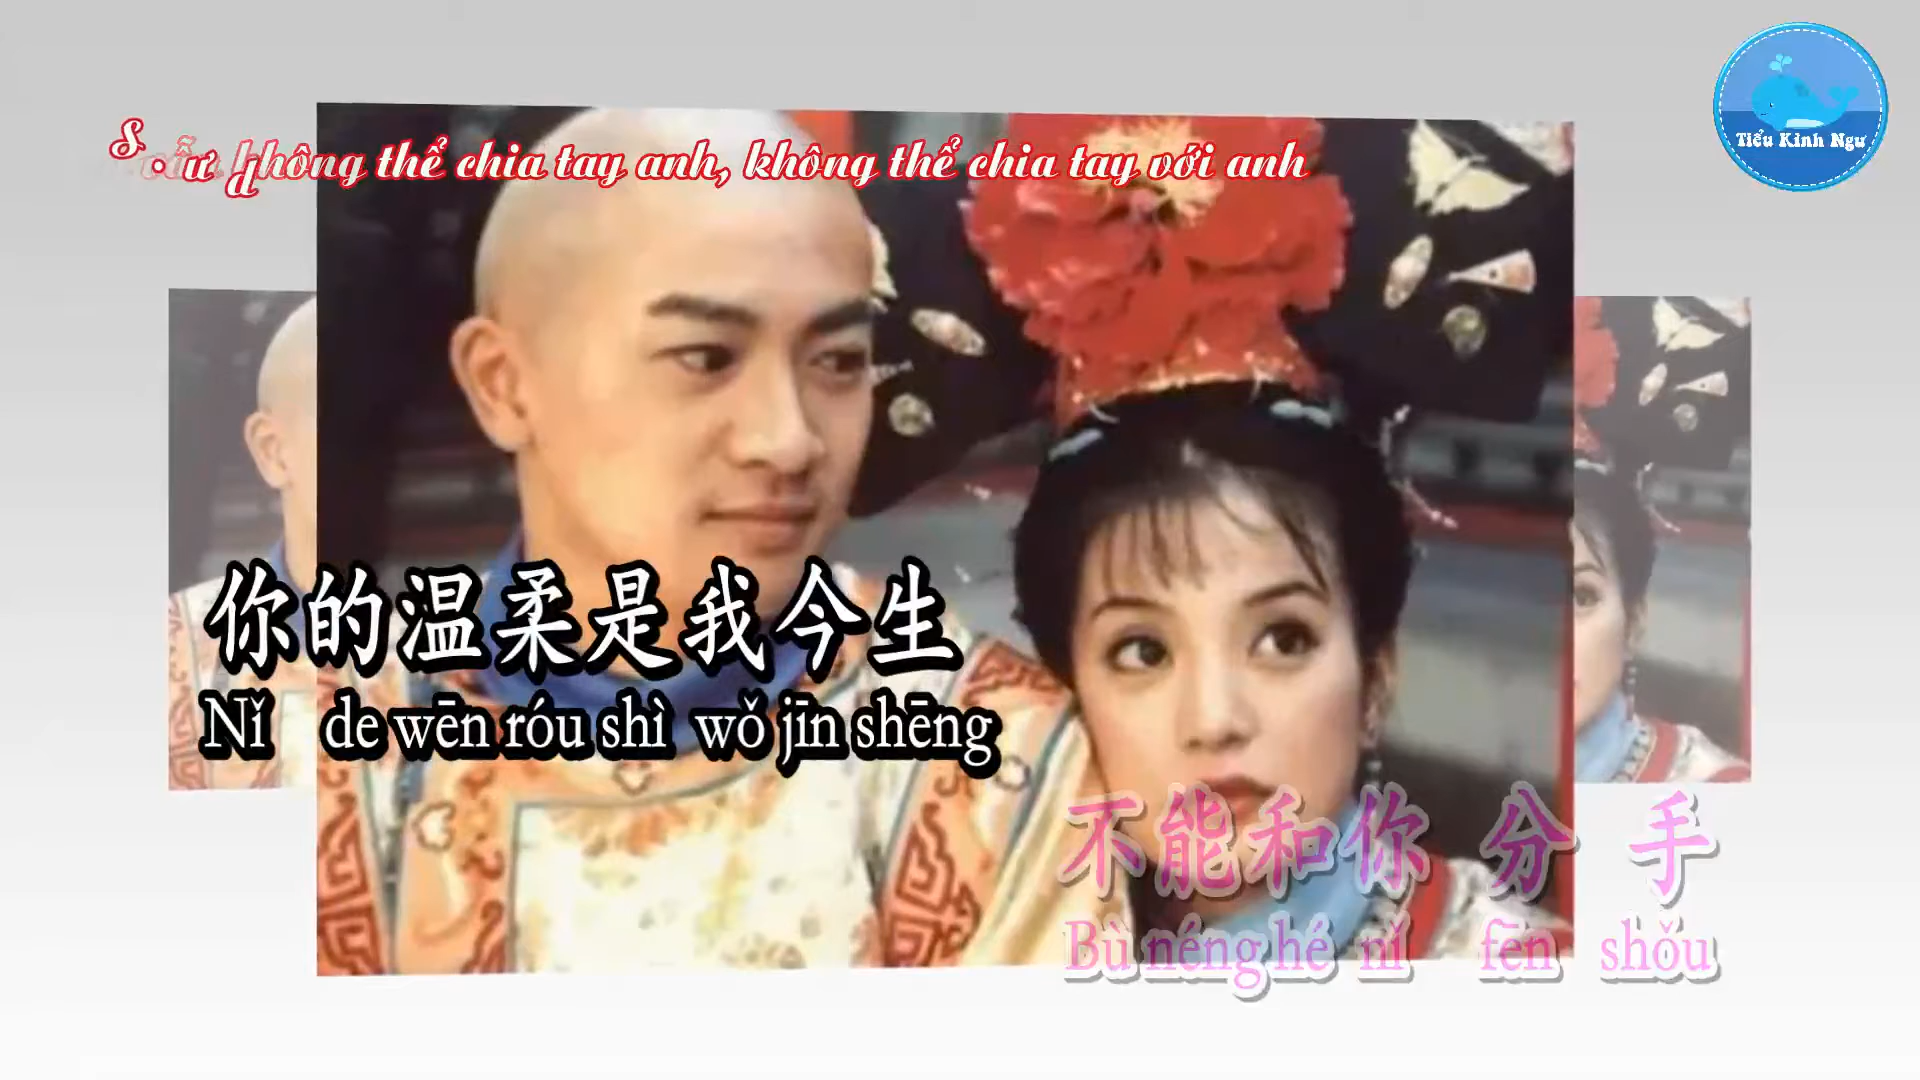 không thể chia tay anh, không thể chia tay với anh
Tiểu Kình Ngư
你的温柔是我今生
Nǐ de wēn róu shì wǒ jīn shēng
不能和你 分 手
Bù néng hé nǐ fēn shǒu